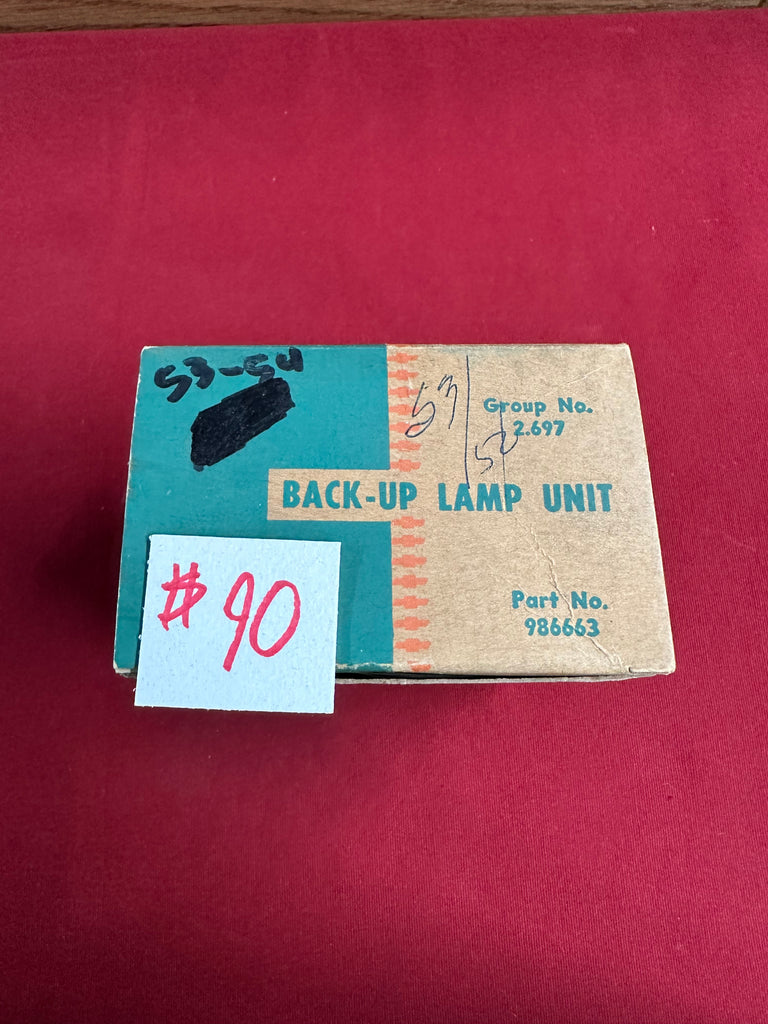 53-54
53/54
Group No.
2.697
BACK-UP LAMP UNIT
$90
Part No.
986663